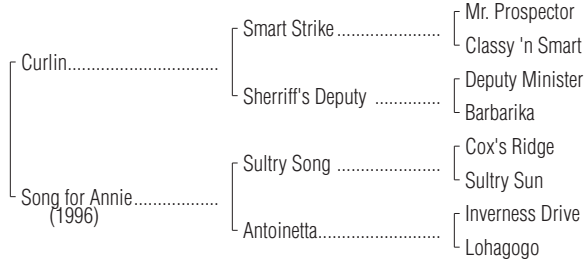 Mr. Prospector
Smart Strike
Classy 'n Smart
Curlin
Deputy Minister
Sherriff's Deputy
Barbarika
Cox's Ridge
Sultry Song
Sultry Sun
Song for Annie
(1996)
Inverness Drive
Antoinetta
Lohagogo